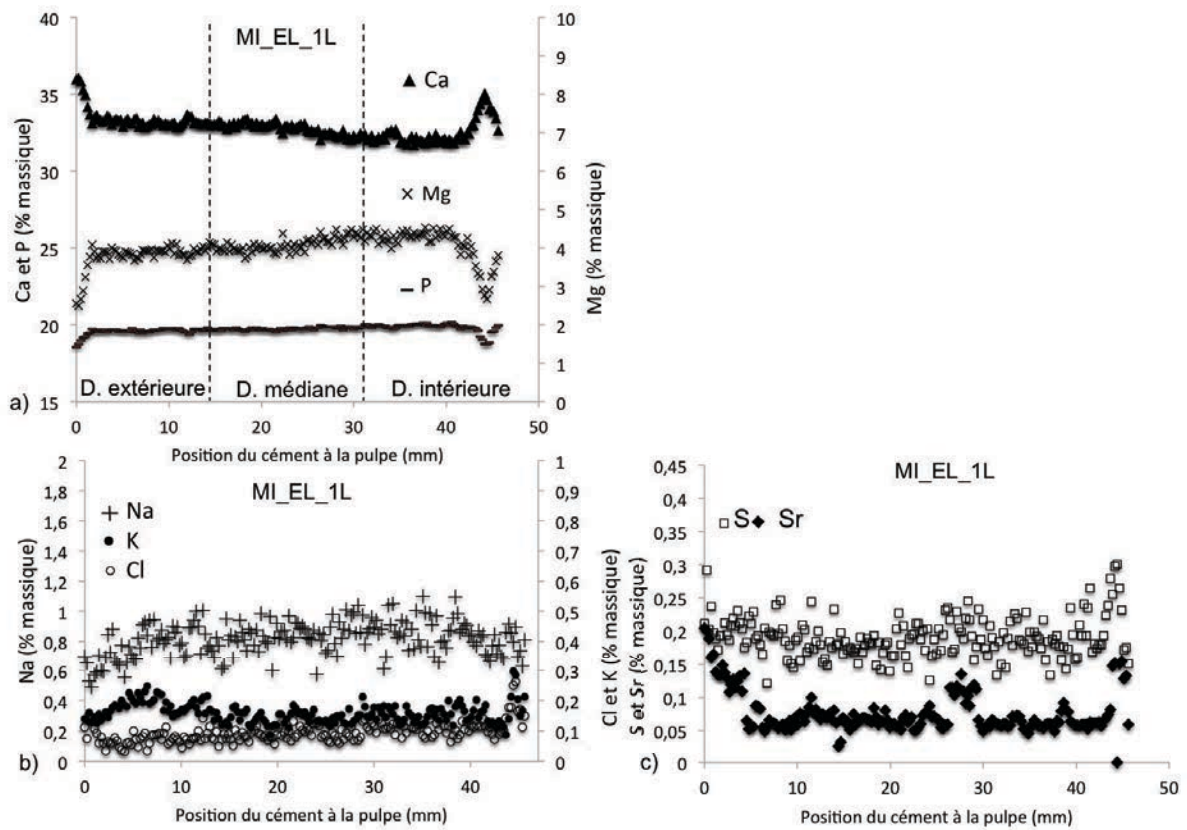 MI_EL_1L
Ca
Mg
P
D. extérieure
D. médiane
D. intérieure
Ca et P (% massique)
40
35
30
25
20
15
Mg (% massique)
10
9
8
7
6
5
4
3
2
1
0
a)
0 10 20 30 40 50
Position du cément à la pulpe (mm)
MI_EL_1L
Na
K
Cl
Na (% massique)
2
1,8
1,6
1,4
1,2
1
0,8
0,6
0,4
0,2
0
1
0,9
0,8
0,7
0,6
0,5
0,4
0,3
0,2
0,1
0
Cl et K (% massique)
b)
0 10 20 30 40
Position du cément à la pulpe (mm)
MI_EL_1L
S Sr
S et Sr (% massique)
0,45
0,4
0,35
0,3
0,25
0,2
0,15
0,1
0,05
0
c)
0 10 20 30 40 50
Position du cément à la pulpe (mm)